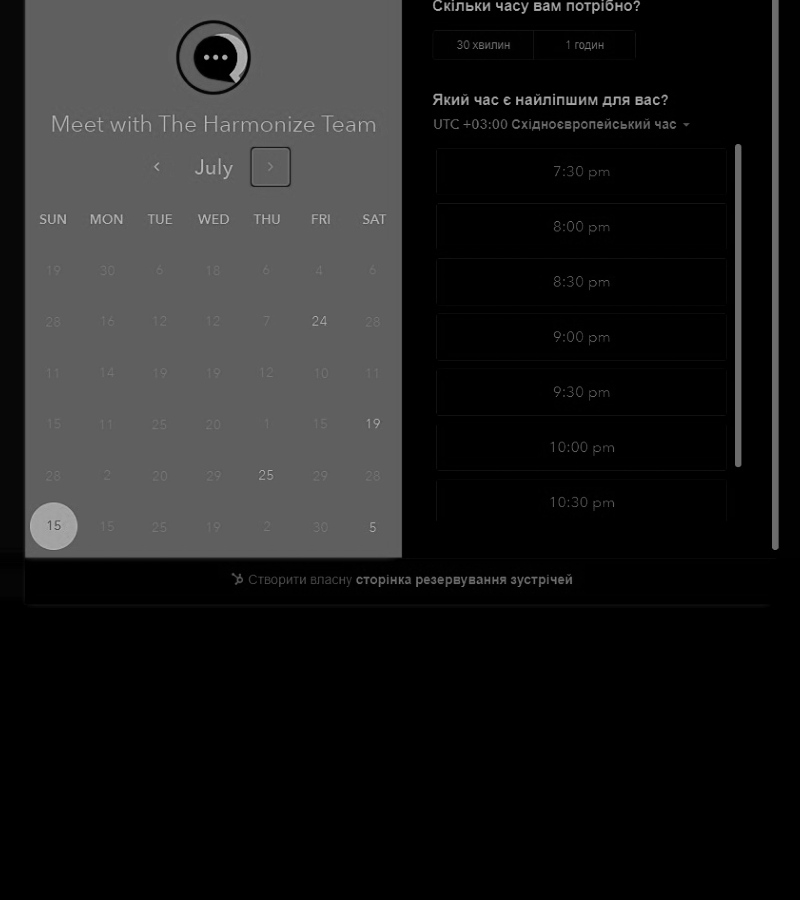 Meet with The Harmonize Team
July
SUN MON TUE WED THU FRI SAT
19 30 6 18 6 4 6
28 16 12 12 7 24 28
11 14 19 19 12 10 11
15 11 25 20 1 15 19
28 2 20 29 25 29 28
15 15 25 19 2 30 5
Скільки часу вам потрібно?
30 хвилин 1 годин
Який час є найліпшим для вас?
UTC +03:00 Східноєвропейський час
7:30 pm
8:00 pm
8:30 pm
9:00 pm
9:30 pm
10:00 pm
10:30 pm
Створити власну сторінка резервування зустрічей